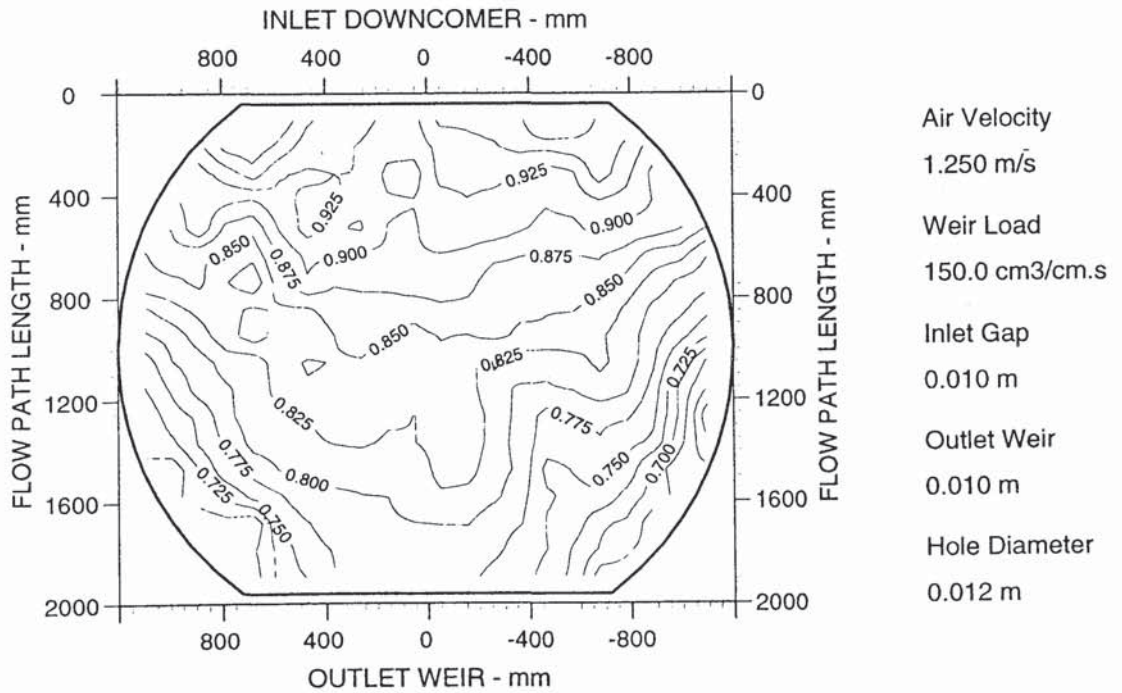 INLET DOWNCOMER - mm
800 400 0 -400 -800
0
400
800
1200
1600
2000
FLOW PATH LENGTH - mm
0
400
800
1200
1600
2000
FLOW PATH LENGTH - mm
0.925
0.925
0.900
0.900
0.850
0.875
0.875
0.850
0.850
0.825
0.825
0.725
0.775
0.775
0.800
0.750
0.700
0.725
0.750
800 400 0 -400 -800
OUTLET WEIR - mm
Air Velocity
1.250 m/s
Weir Load
150.0 cm3/cm.s
Inlet Gap
0.010 m
Outlet Weir
0.010 m
Hole Diameter
0.012 m